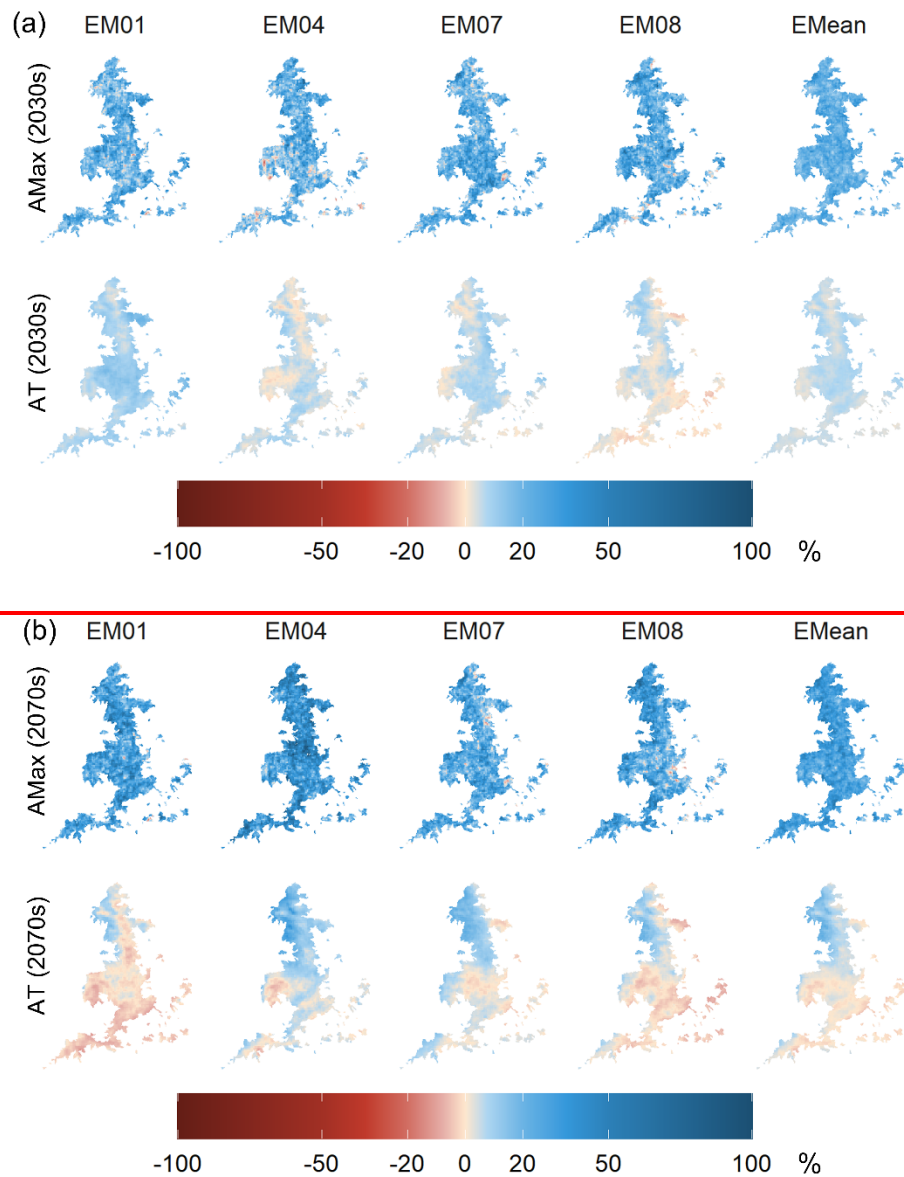 (a) EM01 EM04 EM07 EM08 EMean
AMax (2030s)
AT (2030s)
-100 -50 -20 0 20 50 100 %
(b) EM01 EM04 EM07 EM08 EMean
AMax (2070s)
AT (2070s)
-100 -50 -20 0 20 50 100 %